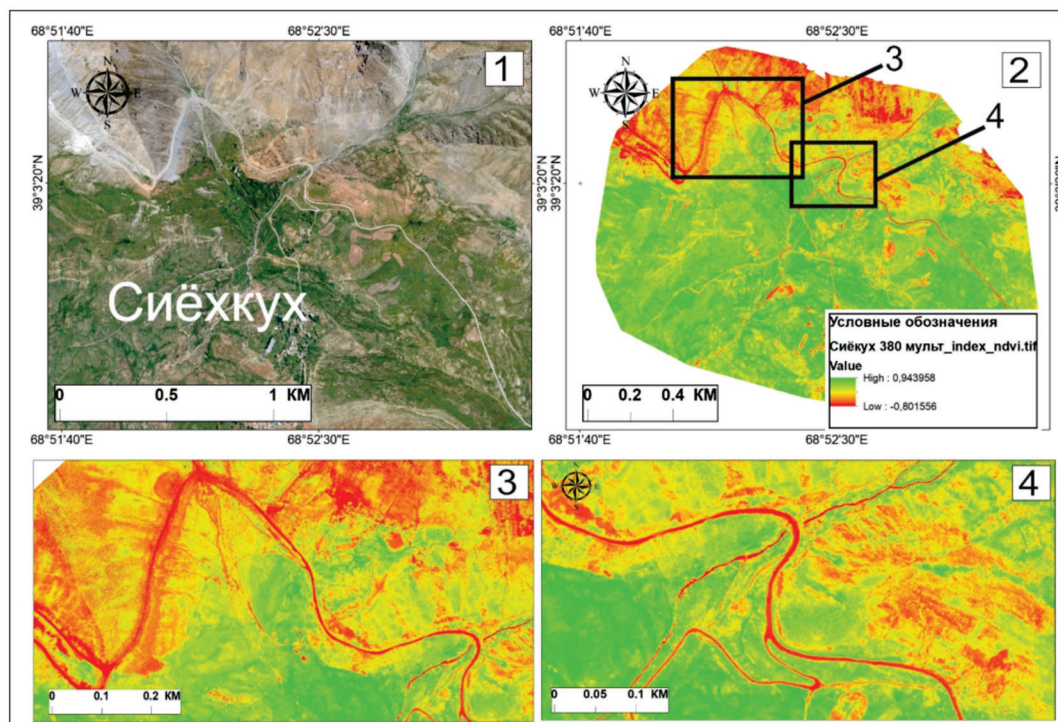 68°51'40"E
68°52'30"E
68°51'40"E
68°52'30"E
1
N
W E
S
39°3'20"N
Сиёхкух
0 0.5 1 КМ
68°51'40"E
68°52'30"E
2
3
4
N
W E
S
39°3'20"N
Условные обозначения
Сиёкух 380 мульт_index_ndvi.tif
Value
High : 0,943958
Low : -0,801556
0 0.2 0.4 КМ
68°51'40"E
68°52'30"E
3
0 0.1 0.2 КМ
4
N
W E
S
0 0.05 0.1 КМ